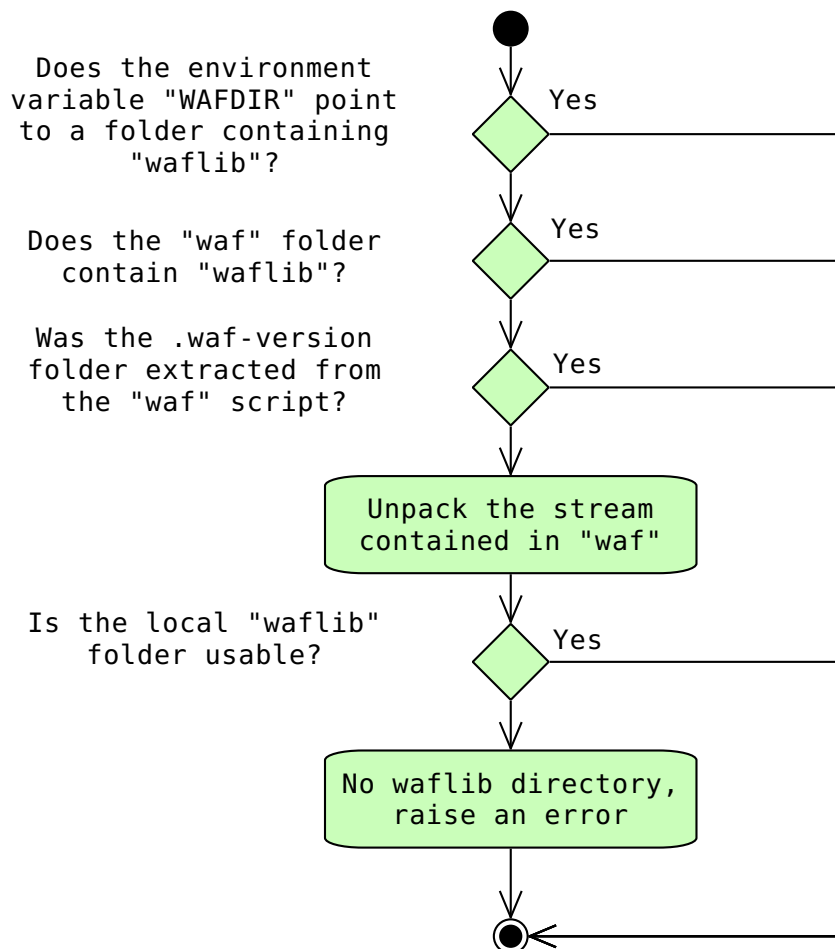 Does the environment
variable "WAFDIR" point
to a folder containing
"waflib"?
Yes
Does the "waf" folder
contain "waflib"?
Yes
Was the .waf-version
folder extracted from
the "waf" script?
Yes
Unpack the stream
contained in "waf"
Is the local "waflib"
folder usable?
Yes
No waflib directory,
raise an error